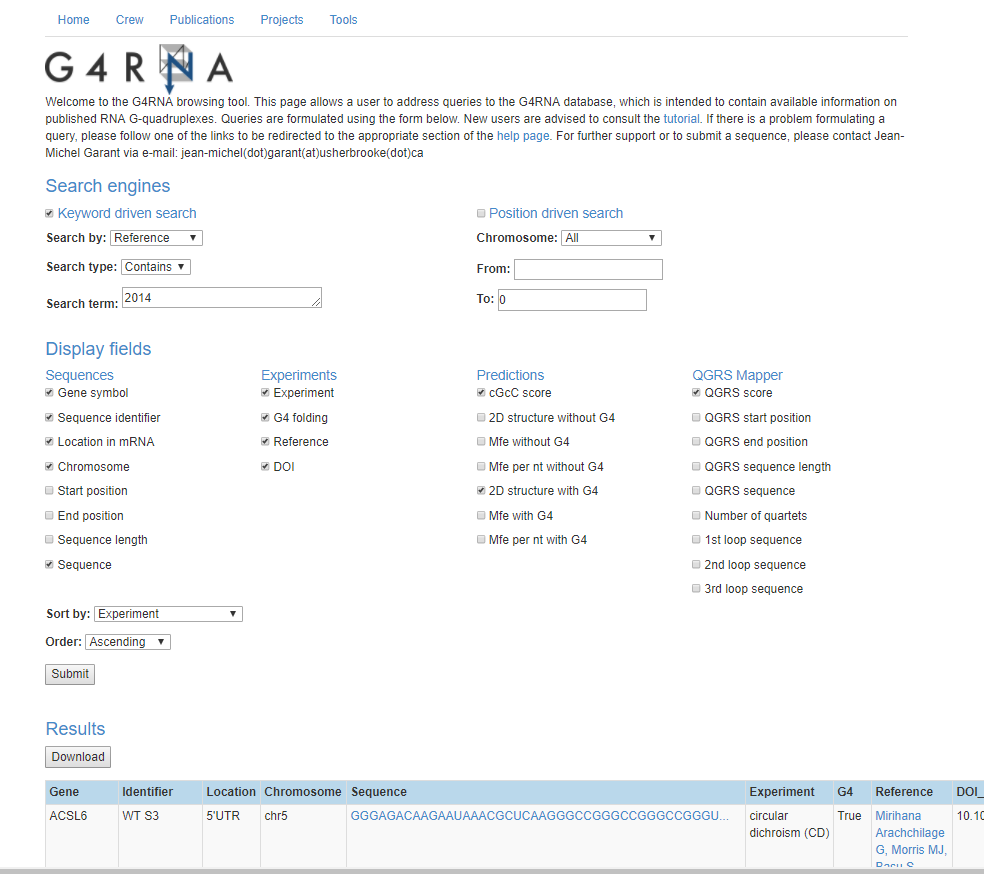 Home Crew Publications Projects Tools
G4RNA
Welcome to the G4RNA browsing tool. This page allows a user to address queries to the G4RNA database, which is intended to contain available information on
published RNA G-quadruplexes. Queries are formulated using the form below. New users are advised to consult the tutorial. If there is a problem formulating a
query, please follow one of the links to be redirected to the appropriate section of the help page. For further support or to submit a sequence, please contact Jean-
Michel Garant via e-mail: jean-michel(dot)garant(at)usherbrooke(dot)ca
Search engines
Keyword driven search Position driven search
Search by: Reference Chromosome: All
Search type: Contains From:
Search term: 2014 To: 0
Display fields
Sequences Experiments Predictions QGRS Mapper
Gene symbol Experiment cGcC score QGRS score
Sequence identifier G4 folding 2D structure without G4 QGRS start position
Location in mRNA Reference Mfe without G4 QGRS end position
Chromosome DOI Mfe per nt without G4 QGRS sequence length
Start position 2D structure with G4 QGRS sequence
End position Mfe with G4 Number of quartets
Sequence length Mfe per nt with G4 1st loop sequence
Sequence 2nd loop sequence
3rd loop sequence
Sort by: Experiment
Order: Ascending
Submit
Results
Download
Gene Identifier Location Chromosome Sequence Experiment G4 Reference DOI_
ACSL6 WT S3 5'UTR chr5 GGGAGACAAGAAUAAACGCUCAAGGGCCGGGCCGGGCCGGGU... circular True Mirihana 10.10
dichroism (CD) Arachchilage
G, Morris MJ,
Basu S